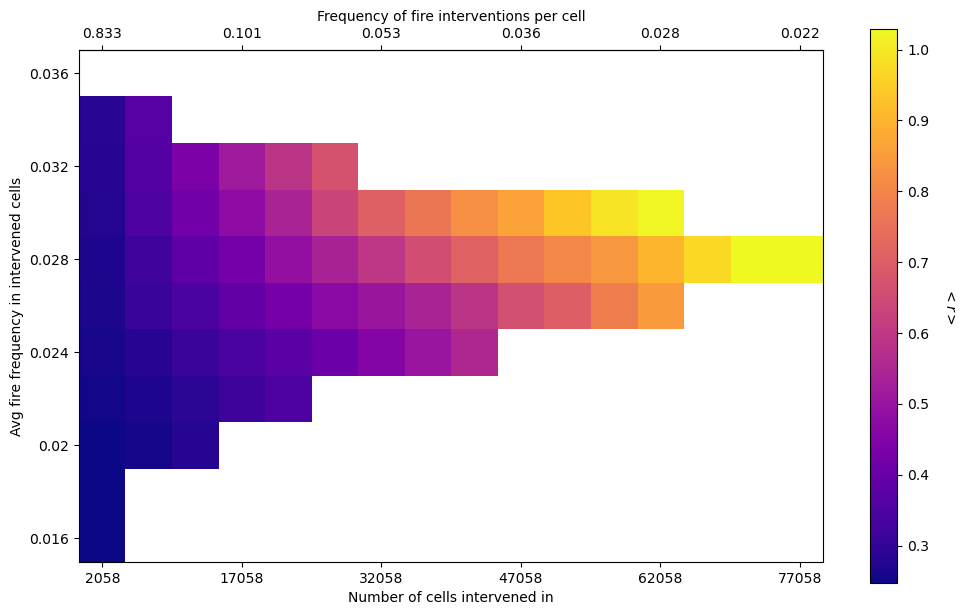 Frequency of fire interventions per cell
0.833 0.101 0.053 0.036 0.028 0.022
Avg fire frequency in intervened cells
0.036
0.032
0.028
0.024
0.02
0.016
2058 17058 32058 47058 62058 77058
Number of cells intervened in
1.0
0.9
0.8
0.7
0.6
0.5
0.4
0.3
< r >